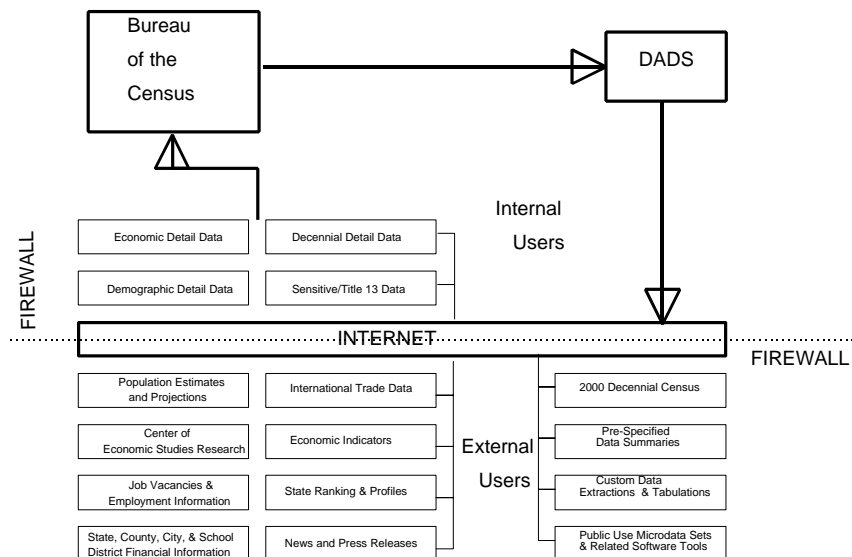 Bureau
of the
Census
DADS
Internal
Users
Economic Detail Data
Decennial Detail Data
Demographic Detail Data
Sensitive/Title 13 Data
FIREWALL
INTERNET
FIREWALL
Population Estimates
and Projections
International Trade Data
2000 Decennial Census
Center of
Economic Studies Research
Economic Indicators
External
Users
Pre-Specified
Data Summaries
Job Vacancies &
Employment Information
State Ranking & Profiles
Custom Data
Extractions & Tabulations
State, County, City, & School
District Financial Information
News and Press Releases
Public Use Microdata Sets
& Related Software Tools